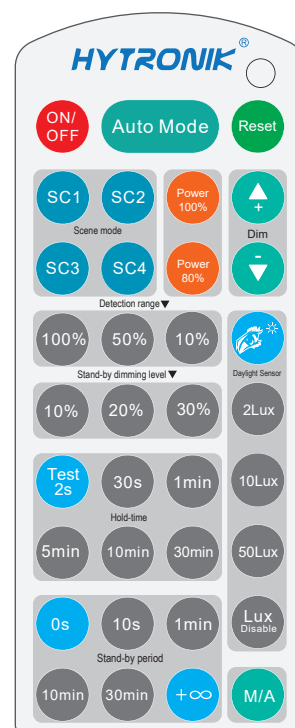 HYTRONIK®
ON/
OFF
Auto Mode
Reset
SC1
SC2
Scene mode
SC3
SC4
Power
100%
Power
80%
+
Dim
-
Detection range▼
100%
50%
10%
Stand-by dimming level▼
10%
20%
30%
Daylight Sensor
2Lux
10Lux
50Lux
Lux
Disable
Test
2s
30s
1min
Hold-time
5min
10min
30min
0s
10s
1min
Stand-by period
10min
30min
+∞
M/A